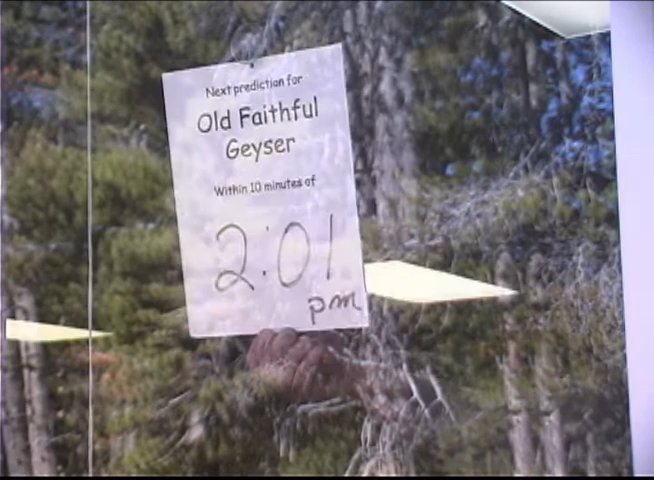 Next prediction for
Old Faithful
Geyser
Within 10 minutes of
2:01
pm